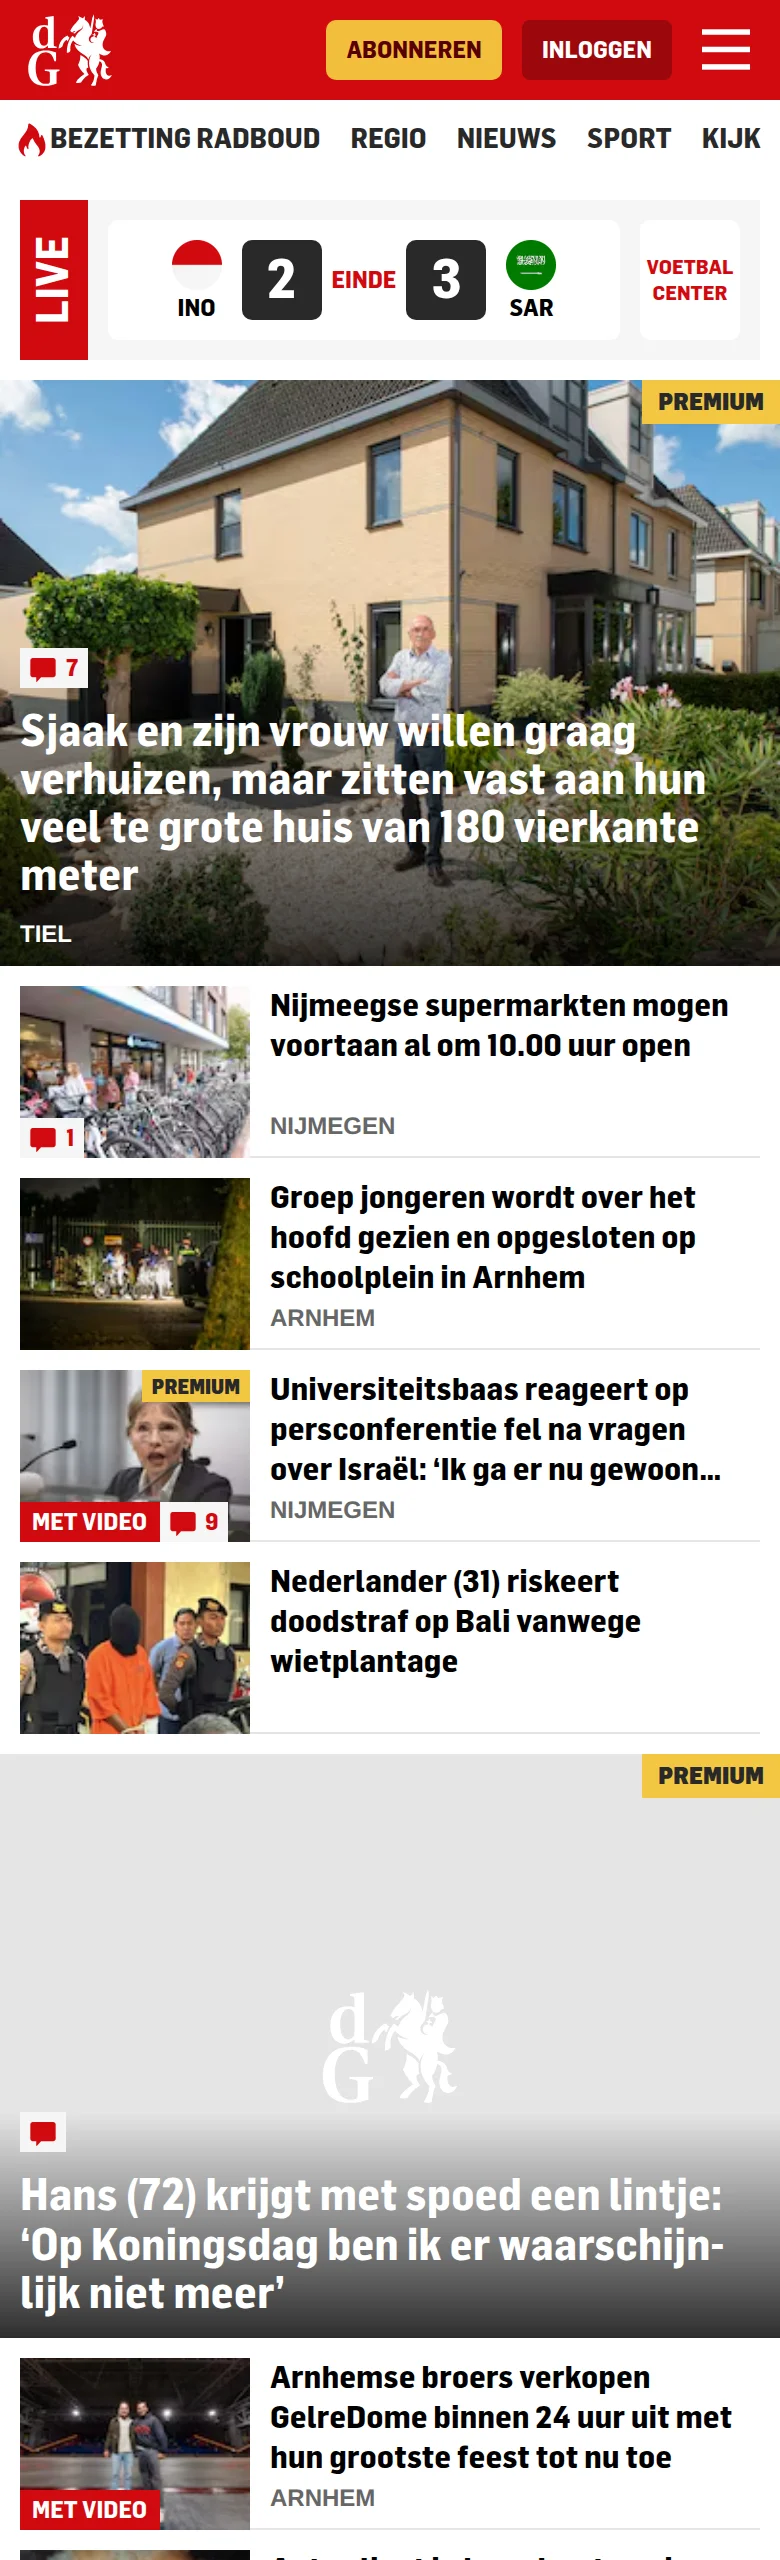 dG
ABONNEREN INLOGGEN
BEZETTING RADBOUD REGIO NIEUWS SPORT KIJK
LIVE
INO 2 EINDE 3 SAR
VOETBAL
CENTER
PREMIUM
7
Sjaak en zijn vrouw willen graag
verhuizen, maar zitten vast aan hun
veel te grote huis van 180 vierkante
meter
TIEL
1
Nijmeegse supermarkten mogen
voortaan al om 10.00 uur open
NIJMEGEN
Groep jongeren wordt over het
hoofd gezien en opgesloten op
schoolplein in Arnhem
ARNHEM
PREMIUM
MET VIDEO 9
Universiteitsbaas reageert op
persconferentie fel na vragen
over Israël: ‘Ik ga er nu gewoon...
NIJMEGEN
Nederlander (31) riskeert
doodstraf op Bali vanwege
wietplantage
PREMIUM
dG
Hans (72) krijgt met spoed een lintje:
‘Op Koningsdag ben ik er waarschijn-
lijk niet meer’
MET VIDEO
Arnhemse broers verkopen
GelreDome binnen 24 uur uit met
hun grootste feest tot nu toe
ARNHEM